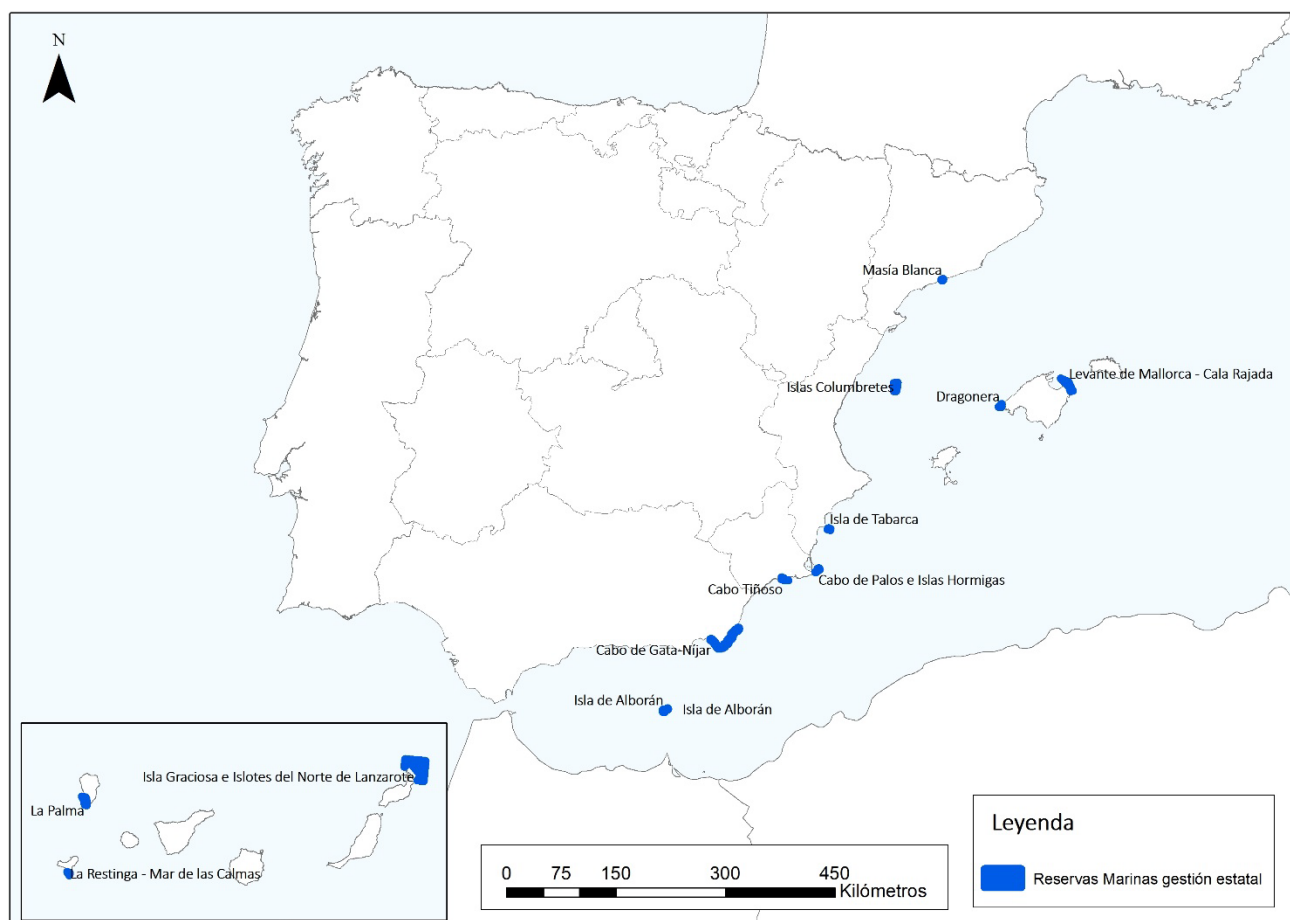 N
Masía Blanca
Levante de Mallorca - Cala Rajada
Islas Columbretes
Dragonera
Isla de Tabarca
Cabo de Palos e Islas Hormigas
Cabo Tiñoso
Cabo de Gata-Níjar
Isla de Alborán
Isla de Alborán
Isla Graciosa e Islotes del Norte de Lanzarote
La Palma
La Restinga - Mar de las Calmas
0 75 150 300 450
Kilómetros
Leyenda
Reservas Marinas gestión estatal